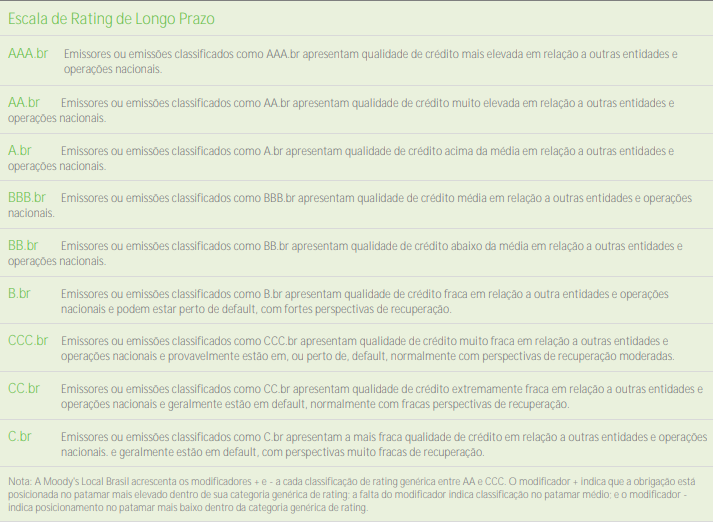 Escala de Rating de Longo Prazo
AAA.br Emissores ou emissões classificados como AAA.br apresentam qualidade de crédito mais elevada em relação a outras entidades e
operações nacionais.
AA.br Emissores ou emissões classificados como AA.br apresentam qualidade de crédito muito elevada em relação a outras entidades e
operações nacionais.
A.br Emissores ou emissões classificados como A.br apresentam qualidade de crédito acima da média em relação a outras entidades e
operações nacionais.
BBB.br Emissores ou emissões classificados como BBB.br apresentam qualidade de crédito média em relação a outras entidades e operações
nacionais.
BB.br Emissores ou emissões classificados como BB.br apresentam qualidade de crédito abaixo da média em relação a outras entidades e
operações nacionais.
B.br Emissores ou emissões classificados como B.br apresentam qualidade de crédito fraca em relação a outra entidades e operações
nacionais e podem estar perto de default, com fortes perspectivas de recuperação.
CCC.br Emissores ou emissões classificados como CCC.br apresentam qualidade de crédito muito fraca em relação a outras entidades e
operações nacionais e provavelmente estão em, ou perto de, default, normalmente com perspectivas de recuperação moderadas.
CC.br Emissores ou emissões classificados como CC.br apresentam qualidade de crédito extremamente fraca em relação a outras entidades e
operações nacionais e geralmente estão em default, normalmente com fracas perspectivas de recuperação.
C.br Emissores ou emissões classificados como C.br apresentam a mais fraca qualidade de crédito em relação a outras entidades e operações
nacionais. e geralmente estão em default, com perspectivas muito fracas de recuperação.
Nota: A Moody's Local Brasil acrescenta os modificadores + e - a cada classificação de rating genérica entre AA e CCC. O modificador + indica que a obrigação está
posicionada no patamar mais elevado dentro de sua categoria genérica de rating; a falta do modificador indica classificação no patamar médio; e o modificador -
indica posicionamento no patamar mais baixo dentro da categoria genérica de rating.